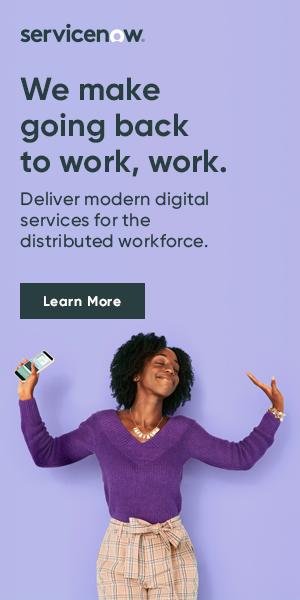 servicenow
We make
going back
to work, work.
Deliver modern digital
services for the
distributed workforce.
Learn More